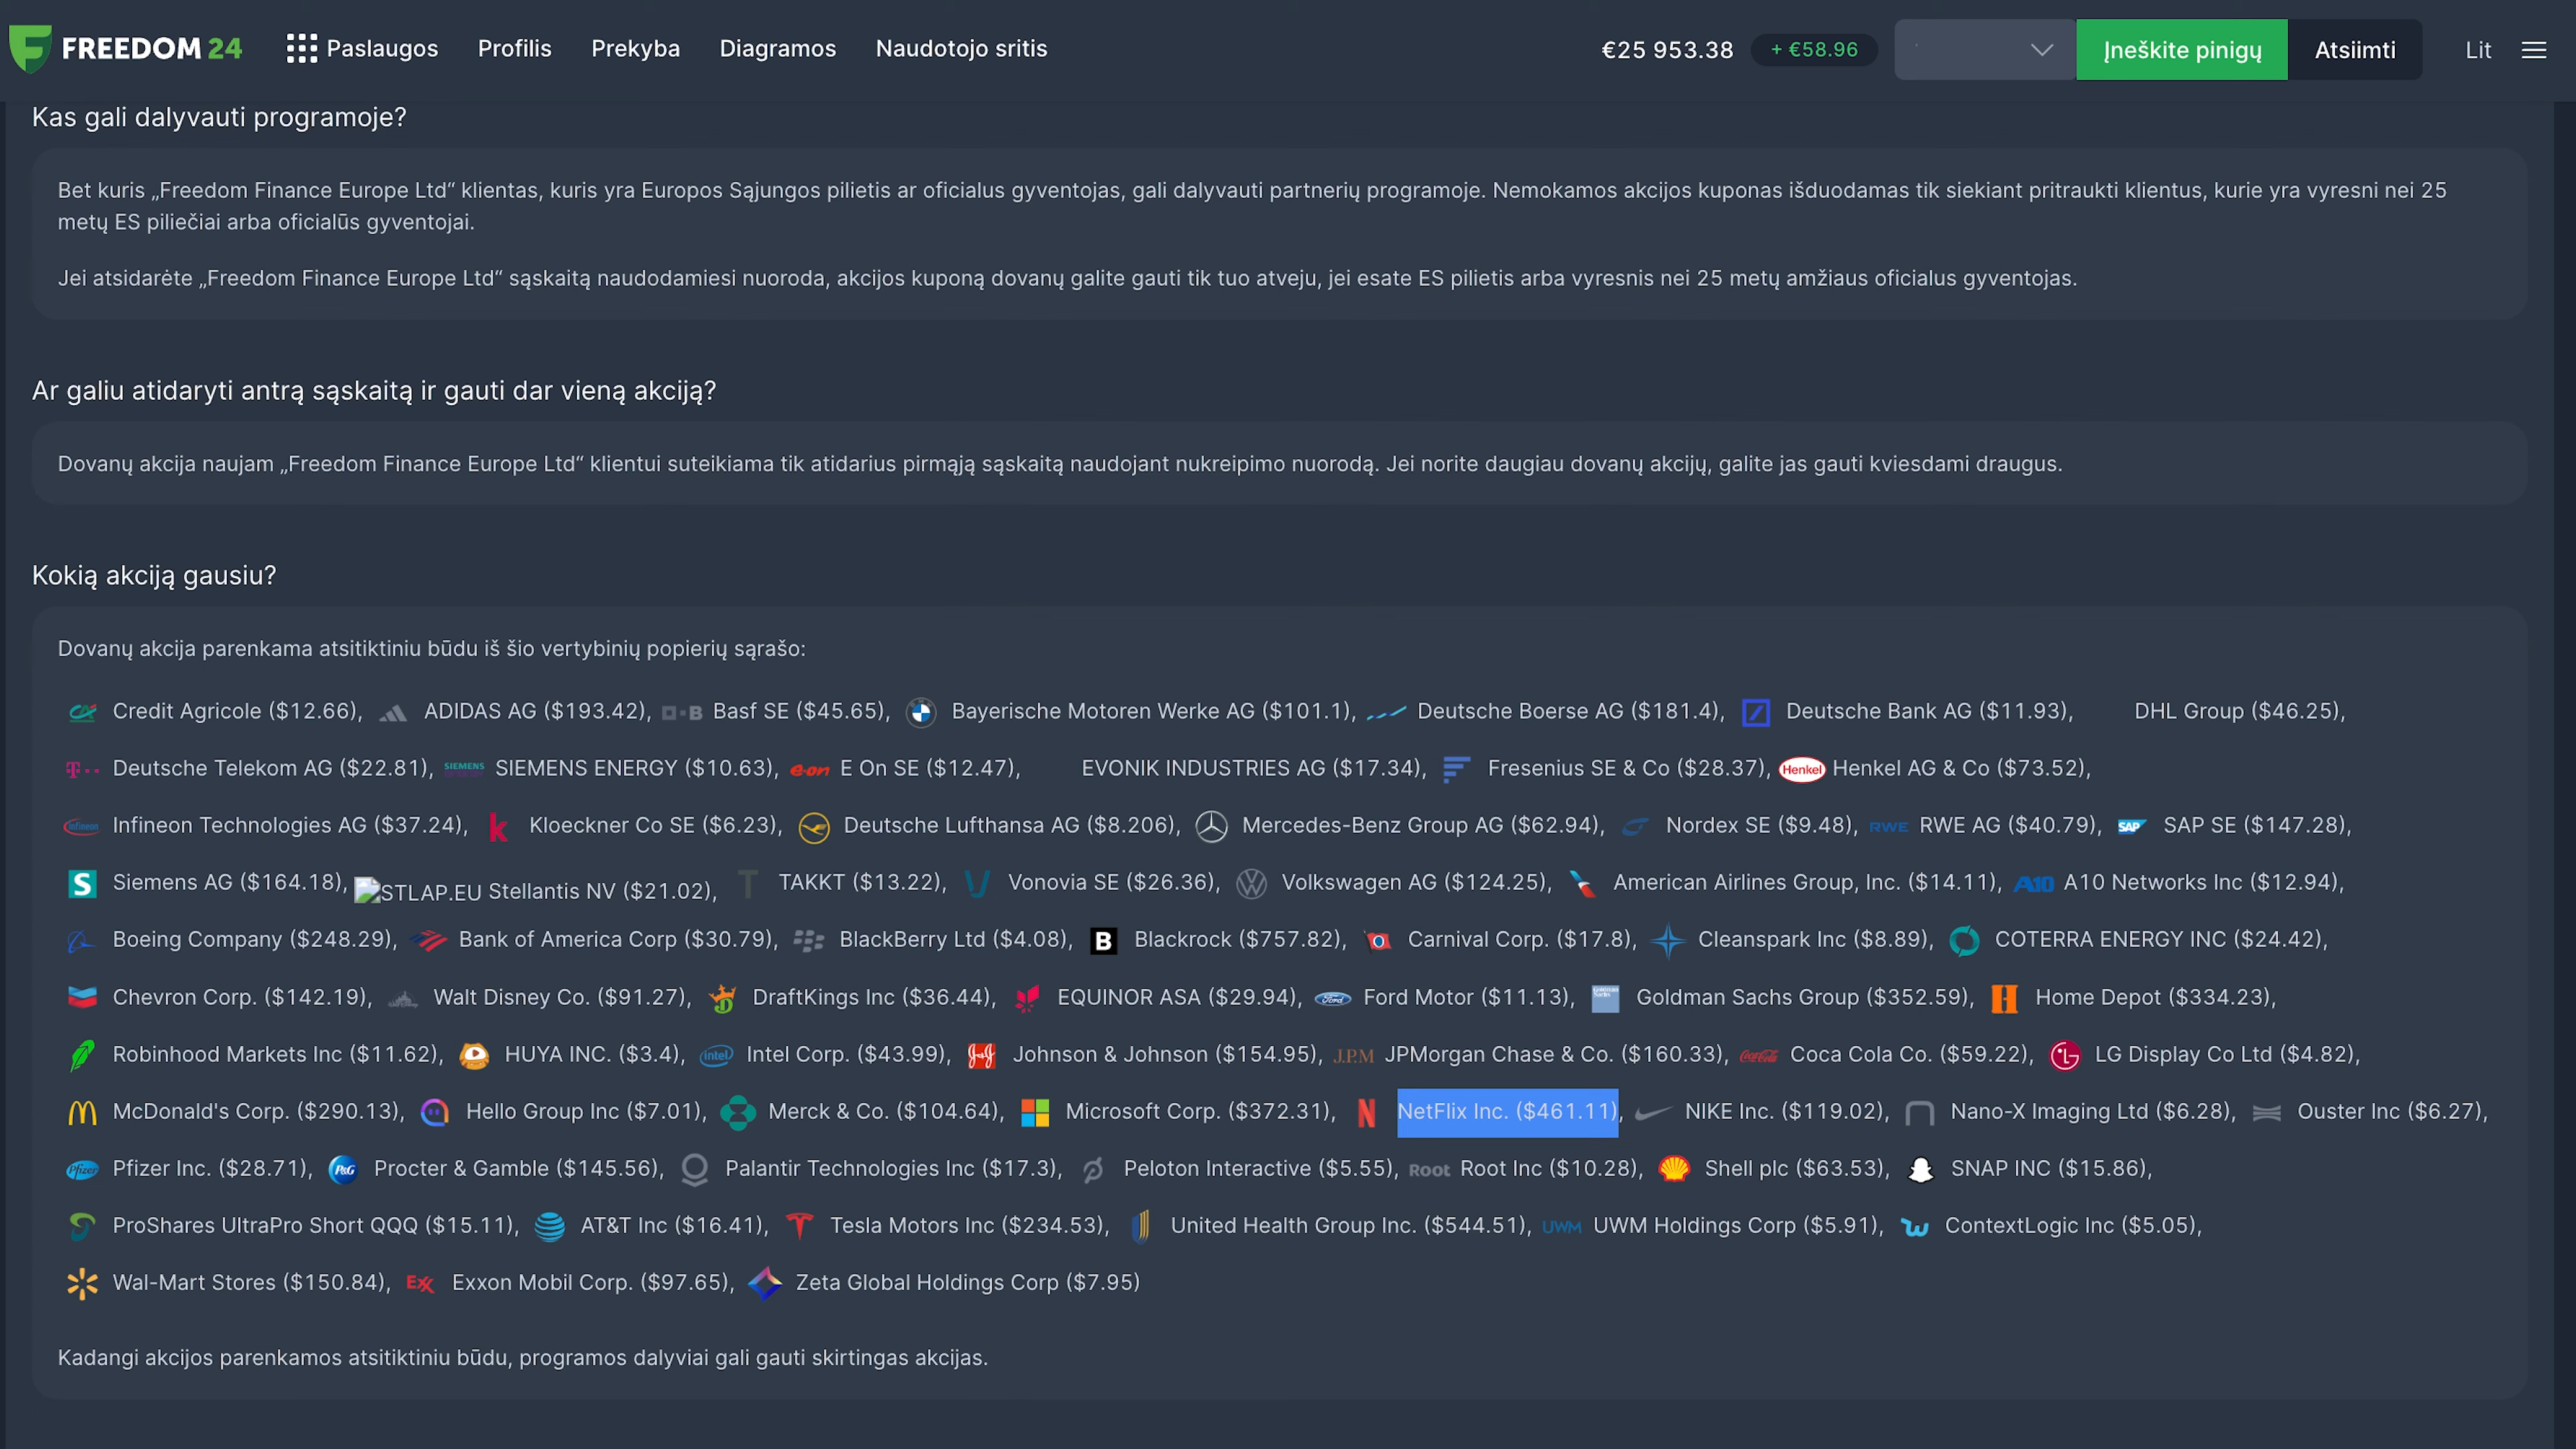 FREEDOM 24 Paslaugos Profilis Prekyba Diagramos Naudotojo sritis €25 953.38 + €58.96 Įneškite pinigų Atsiimti Lit
Kas gali dalyvauti programoje?
Bet kuris „Freedom Finance Europe Ltd“ klientas, kuris yra Europos Sąjungos pilietis ar oficialus gyventojas, gali dalyvauti partnerių programoje. Nemokamos akcijos kuponas išduodamas tik siekiant pritraukti klientus, kurie yra vyresni nei 25
metų ES piliečiai arba oficialūs gyventojai.
Jei atsidarėte „Freedom Finance Europe Ltd“ sąskaitą naudodamiesi nuoroda, akcijos kuponą dovanų galite gauti tik tuo atveju, jei esate ES pilietis arba vyresnis nei 25 metų amžiaus oficialus gyventojas.
Ar galiu atidaryti antrą sąskaitą ir gauti dar vieną akciją?
Dovanų akcija naujam „Freedom Finance Europe Ltd“ klientui suteikiama tik atidarius pirmąją sąskaitą naudojant nukreipimo nuorodą. Jei norite daugiau dovanų akcijų, galite jas gauti kviesdami draugus.
Kokią akciją gausiu?
Dovanų akcija parenkama atsitiktiniu būdu iš šio vertybinių popierių sąrašo:
Credit Agricole ($12.66), ADIDAS AG ($193.42), Basf SE ($45.65), Bayerische Motoren Werke AG ($101.1), Deutsche Boerse AG ($181.4), Deutsche Bank AG ($11.93), DHL Group ($46.25),
Deutsche Telekom AG ($22.81), SIEMENS SIEMENS ENERGY ($10.63), e·on E On SE ($12.47), EVONIK INDUSTRIES AG ($17.34), Fresenius SE & Co ($28.37), Henkel Henkel AG & Co ($73.52),
Infineon Infineon Technologies AG ($37.24), Kloeckner Co SE ($6.23), Deutsche Lufthansa AG ($8.206), Mercedes-Benz Group AG ($62.94), Nordex SE ($9.48), RWE RWE AG ($40.79), SAP SAP SE ($147.28),
S Siemens AG ($164.18), STLAP.EU Stellantis NV ($21.02), T TAKKT ($13.22), Vonovia SE ($26.36), Volkswagen AG ($124.25), American Airlines Group, Inc. ($14.11), A10 A10 Networks Inc ($12.94),
Boeing Company ($248.29), Bank of America Corp ($30.79), BlackBerry Ltd ($4.08), B Blackrock ($757.82), Carnival Corp. ($17.8), Cleanspark Inc ($8.89), COTERRA ENERGY INC ($24.42),
Chevron Corp. ($142.19), Walt Disney Co. ($91.27), DraftKings Inc ($36.44), EQUINOR ASA ($29.94), Ford Ford Motor ($11.13), Goldman Sachs Goldman Sachs Group ($352.59), Home Depot ($334.23),
Robinhood Markets Inc ($11.62), HUYA INC. ($3.4), intel Intel Corp. ($43.99), J&J Johnson & Johnson ($154.95), J.P.M JPMorgan Chase & Co. ($160.33), Coca-Cola Coca Cola Co. ($59.22), LG LG Display Co Ltd ($4.82),
McDonald's Corp. ($290.13), Hello Group Inc ($7.01), Merck & Co. ($104.64), Microsoft Corp. ($372.31), N NetFlix Inc. ($461.11), NIKE Inc. ($119.02), Nano-X Imaging Ltd ($6.28), Ouster Inc ($6.27),
Pfizer Pfizer Inc. ($28.71), P&G Procter & Gamble ($145.56), Palantir Technologies Inc ($17.3), Peloton Interactive ($5.55), ROOT Root Inc ($10.28), Shell plc ($63.53), SNAP INC ($15.86),
ProShares UltraPro Short QQQ ($15.11), AT&T Inc ($16.41), Tesla Motors Inc ($234.53), United Health Group Inc. ($544.51), UWM UWM Holdings Corp ($5.91), ContextLogic Inc ($5.05),
Wal-Mart Stores ($150.84), Exxon Mobil Corp. ($97.65), Zeta Global Holdings Corp ($7.95)
Kadangi akcijos parenkamos atsitiktiniu būdu, programos dalyviai gali gauti skirtingas akcijas.